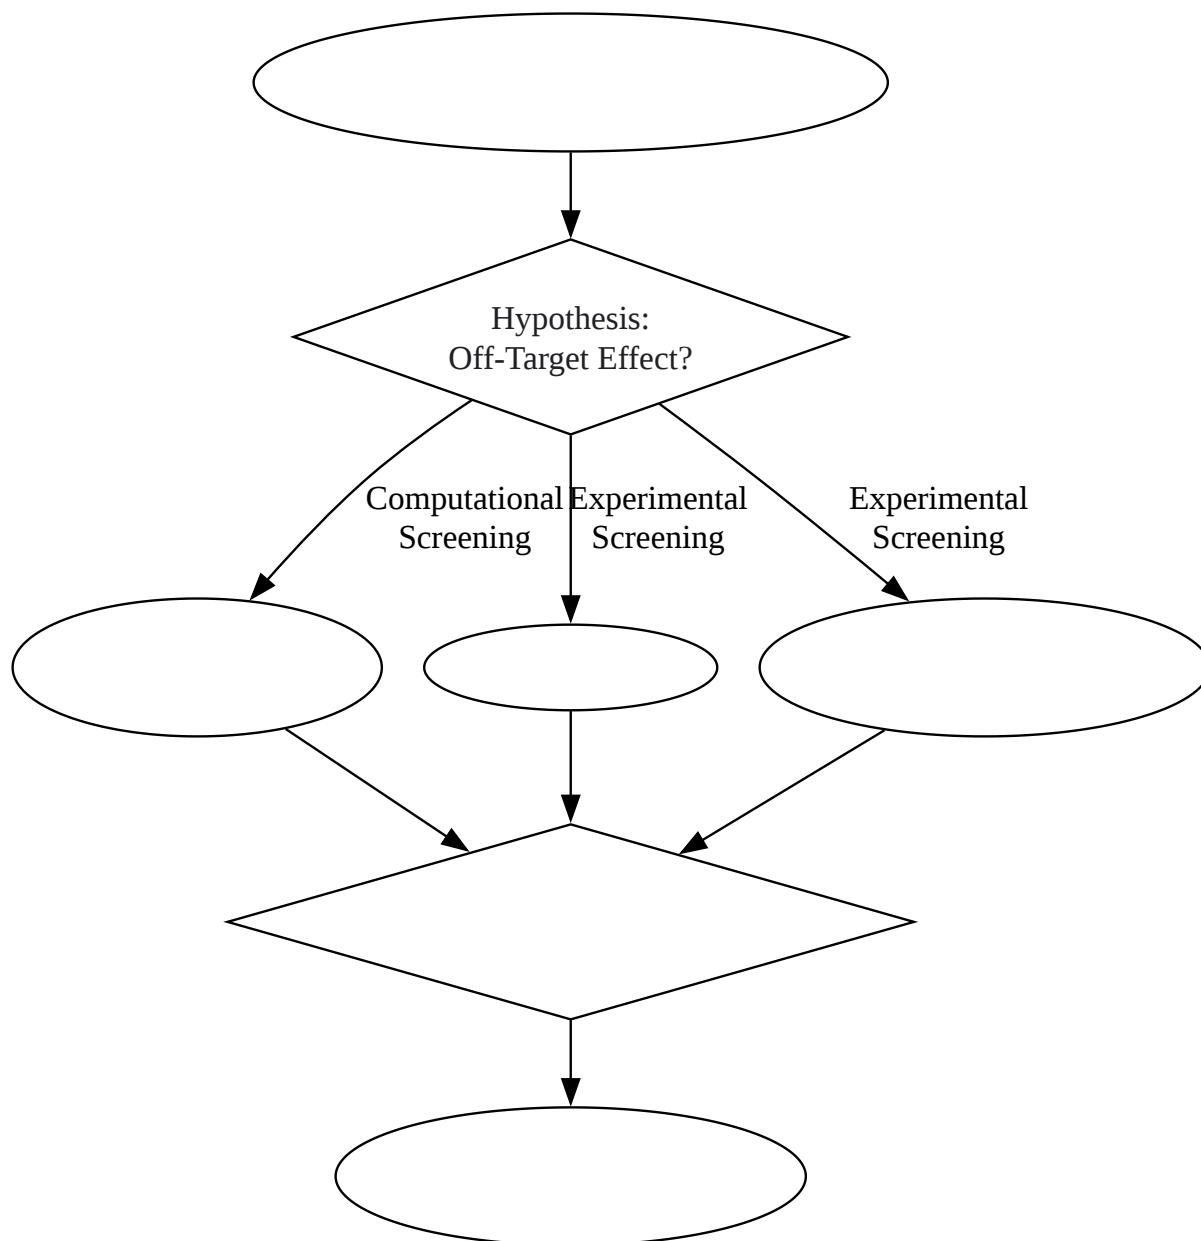 Hypothesis:
Off-Target Effect?
Computational
Screening
Experimental
Screening
Experimental
Screening